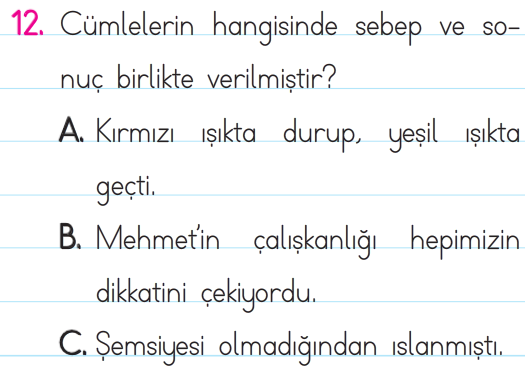 12. Cümlelerin hangisinde sebep ve so-
nuç birlikte verilmiştir?
A. Kırmızı ışıkta durup, yeşil ışıkta
geçti.
B. Mehmet'in çalışkanlığı hepimizin
dikkatini çekiyordu.
C. Şemsiyesi olmadığından ıslanmıştı.